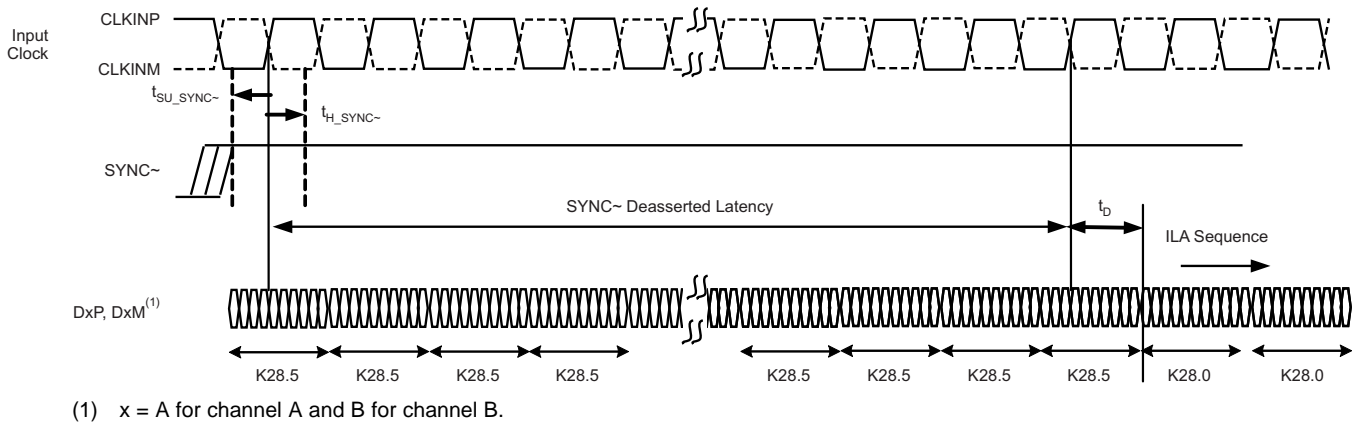 Input
Clock
CLKINP
CLKINM
tSU_SYNC~
tH_SYNC~
SYNC~
SYNC~ Deasserted Latency
tD
ILA Sequence
DxP, DxM(1)
K28.5 K28.5 K28.5 K28.5 K28.5 K28.5 K28.5 K28.5 K28.0 K28.0
(1) x = A for channel A and B for channel B.